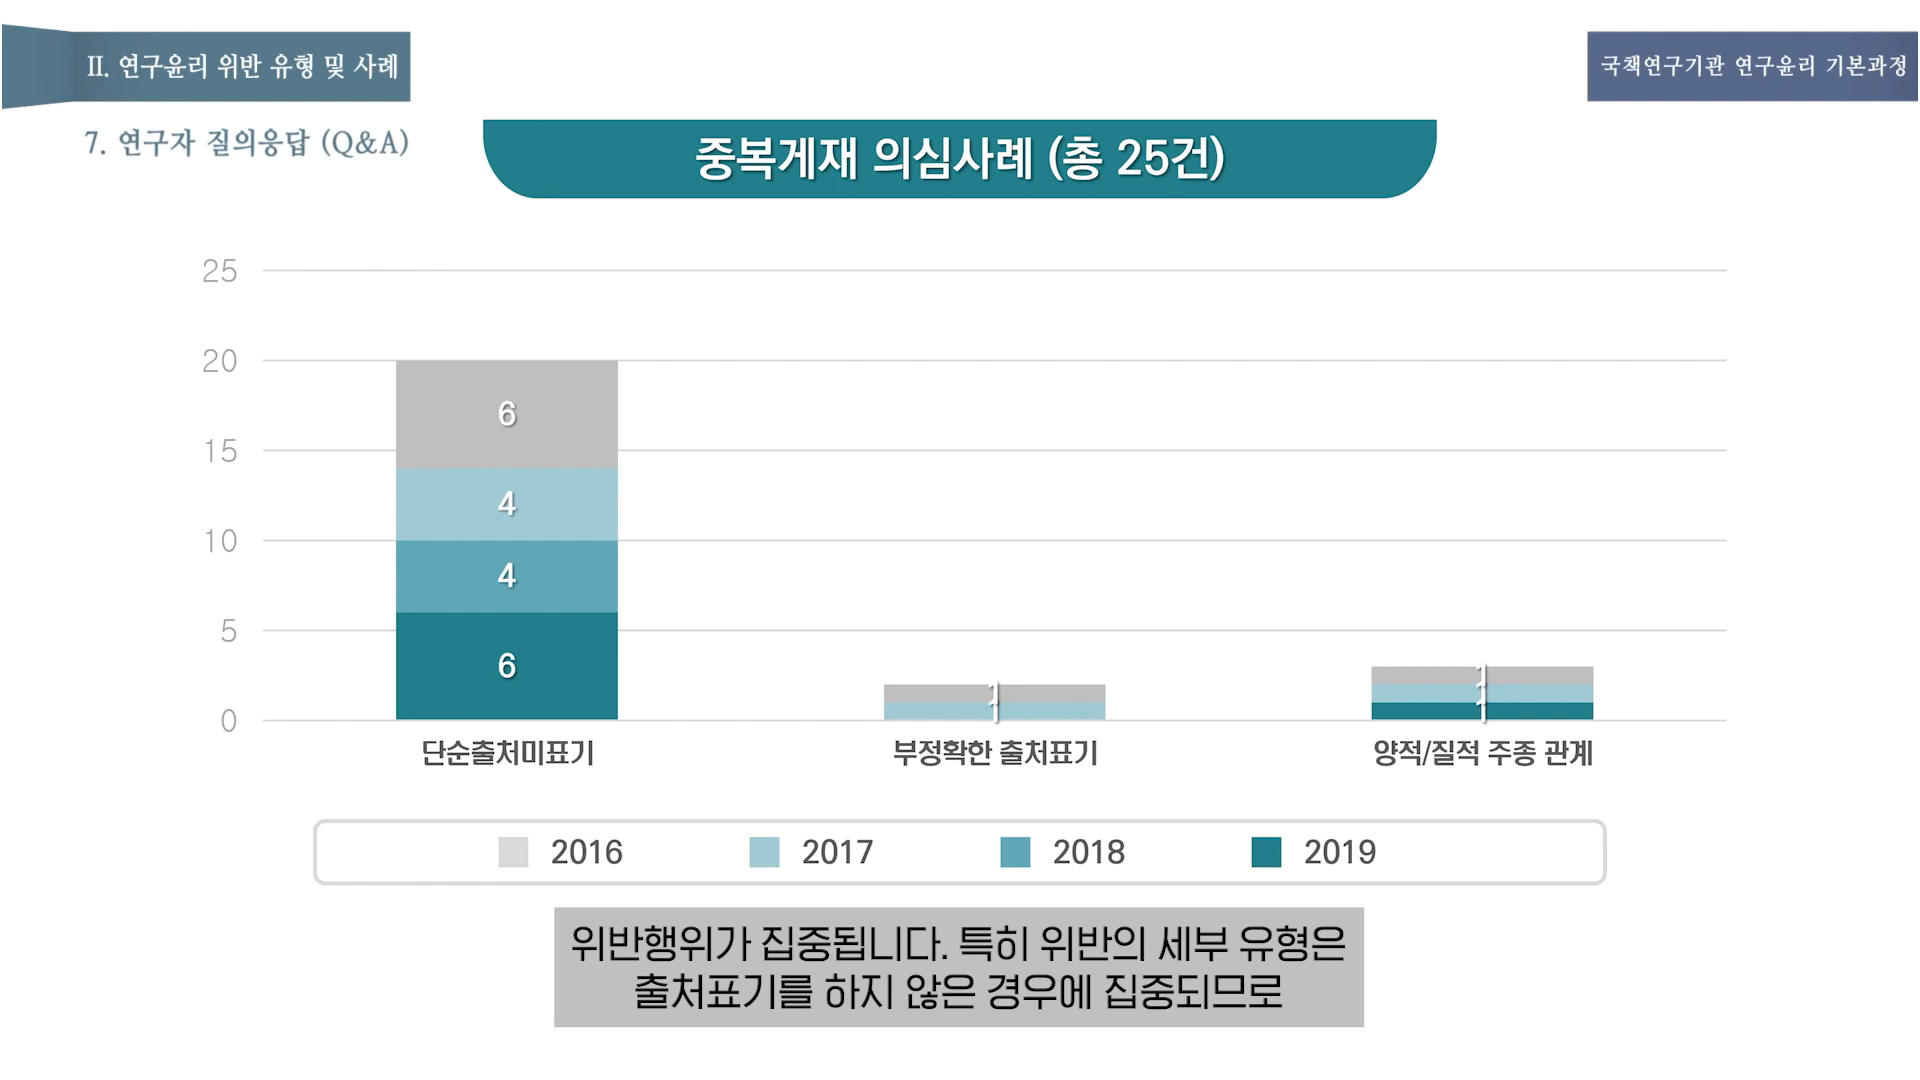 II. 연구윤리 위반 유형 및 사례
국책연구기관 연구윤리 기본과정
7. 연구자 질의응답 (Q&A)
중복게재 의심사례 (총 25건)
25
20
15
10
5
0
6
4
4
6
1
1
1
1
1
단순출처미표기
부정확한 출처표기
양적/질적 주종 관계
2016
2017
2018
2019
위반행위가 집중됩니다. 특히 위반의 세부 유형은
출처표기를 하지 않은 경우에 집중되므로